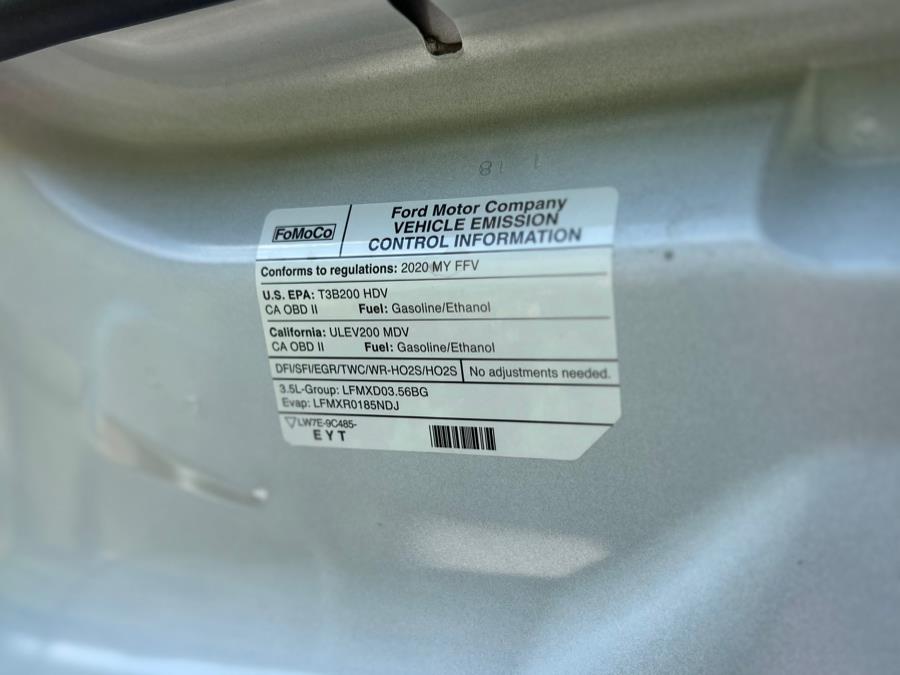 18 1
FoMoCo
Ford Motor Company
VEHICLE EMISSION
CONTROL INFORMATION
Conforms to regulations: 2020 MY FFV
U.S. EPA: T3B200 HDV
CA OBD II Fuel: Gasoline/Ethanol
California: ULEV200 MDV
CA OBD II Fuel: Gasoline/Ethanol
DFI/SFI/EGR/TWC/WR-HO2S/HO2S No adjustments needed.
3.5L-Group: LFMXD03.56BG
Evap: LFMXR0185NDJ
LW7E-9C485-
EYT